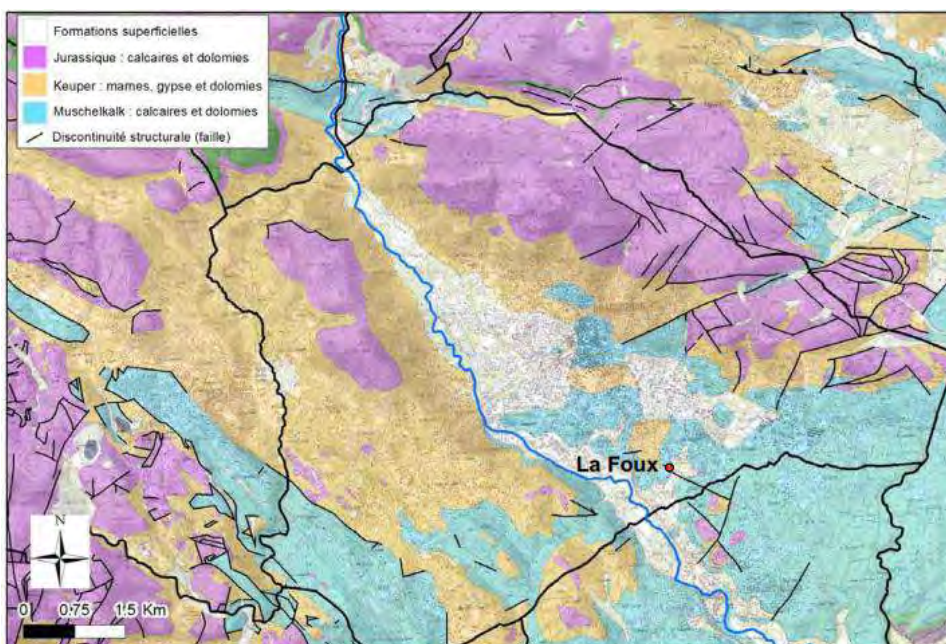 Formations superficielles
Jurassique : calcaires et dolomies
Keuper : marnes, gypse et dolomies
Muschelkalk : calcaires et dolomies
Discontinuité structurale (faille)
La Foux
N
0 0.75 1.5 Km